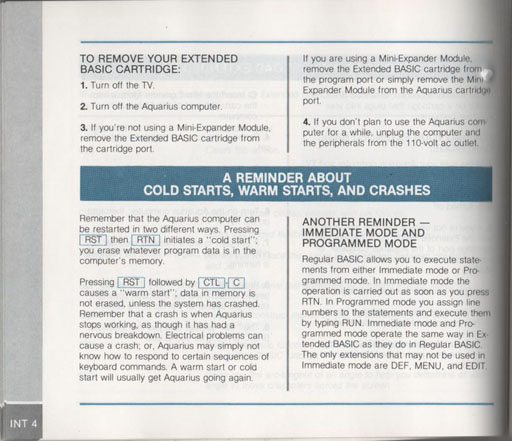 TO REMOVE YOUR EXTENDED
BASIC CARTRIDGE:
1. Turn off the TV.
2. Turn off the Aquarius computer.
3. If you're not using a Mini-Expander Module,
remove the Extended BASIC cartridge from
the cartridge port.
If you are using a Mini-Expander Module,
remove the Extended BASIC cartridge from
the program port or simply remove the Mini-
Expander Module from the Aquarius cartridge
port.
4. If you don't plan to use the Aquarius com-
puter for a while, unplug the computer and
the peripherals from the 110-volt ac outlet.
A REMINDER ABOUT
COLD STARTS, WARM STARTS, AND CRASHES
Remember that the Aquarius computer can
be restarted in two different ways. Pressing
RST then RTN initiates a "cold start";
you erase whatever program data is in the
computer's memory.
Pressing RST followed by CTL - C
causes a "warm start"; data in memory is
not erased, unless the system has crashed.
Remember that a crash is when Aquarius
stops working, as though it has had a
nervous breakdown. Electrical problems can
cause a crash; or, Aquarius may simply not
know how to respond to certain sequences of
keyboard commands. A warm start or cold
start will usually get Aquarius going again.
ANOTHER REMINDER —
IMMEDIATE MODE AND
PROGRAMMED MODE
Regular BASIC allows you to execute state-
ments from either Immediate mode or Pro-
grammed mode. In Immediate mode the
operation is carried out as soon as you press
RTN. In Programmed mode you assign line
numbers to the statements and execute them
by typing RUN. Immediate mode and Pro-
grammed mode operate the same way in Ex-
tended BASIC as they do in Regular BASIC.
The only extensions that may not be used in
Immediate mode are DEF, MENU, and EDIT.
INT 4